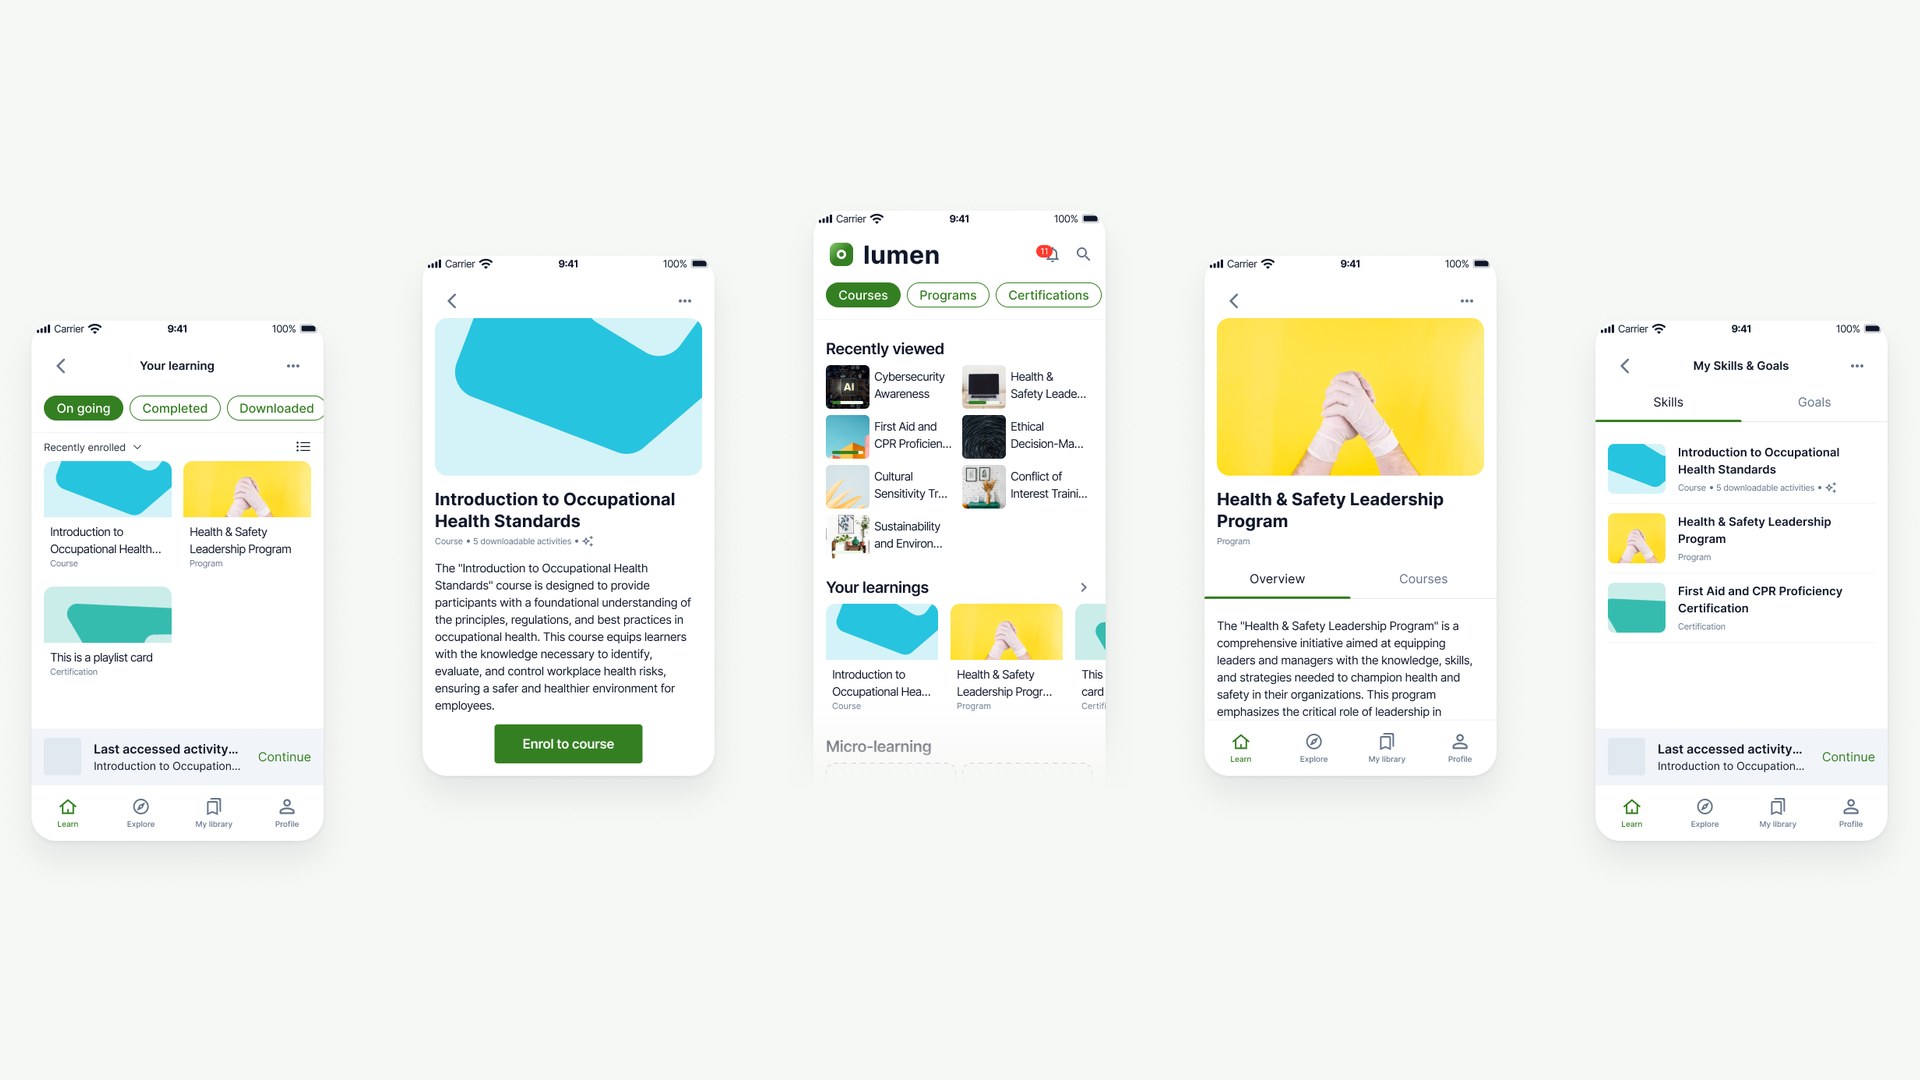 Carrier 9:41 100%
Your learning
On going Completed Downloaded
Recently enrolled
Introduction to
Occupational Health...
Course
Health & Safety
Leadership Program
Program
This is a playlist card
Certification
Last accessed activity...
Introduction to Occupation...
Continue
Learn Explore My library Profile
Carrier 9:41 100%
Introduction to Occupational
Health Standards
Course • 5 downloadable activities •
The "Introduction to Occupational Health
Standards" course is designed to provide
participants with a foundational understanding of
the principles, regulations, and best practices in
occupational health. This course equips learners
with the knowledge necessary to identify,
evaluate, and control workplace health risks,
ensuring a safer and healthier environment for
employees.
Enrol to course
Carrier 9:41 100%
lumen
11
Courses Programs Certifications
Recently viewed
AI
Cybersecurity
Awareness
Health &
Safety Leade...
First Aid and
CPR Proficien...
Ethical
Decision-Ma...
Cultural
Sensitivity Tr...
Conflict of
Interest Traini...
Sustainability
and Environ...
Your learnings
Introduction to
Occupational Hea...
Course
Health & Safety
Leadership Progr...
Program
This
card
Certifi
Micro-learning
Carrier 9:41 100%
Health & Safety Leadership
Program
Program
Overview Courses
The "Health & Safety Leadership Program" is a
comprehensive initiative aimed at equipping
leaders and managers with the knowledge, skills,
and strategies needed to champion health and
safety in their organizations. This program
emphasizes the critical role of leadership in
Learn Explore My library Profile
Carrier 9:41 100%
My Skills & Goals
Skills Goals
Introduction to Occupational
Health Standards
Course • 5 downloadable activities •
Health & Safety Leadership
Program
Program
First Aid and CPR Proficiency
Certification
Certification
Last accessed activity...
Introduction to Occupation...
Continue
Learn Explore My library Profile